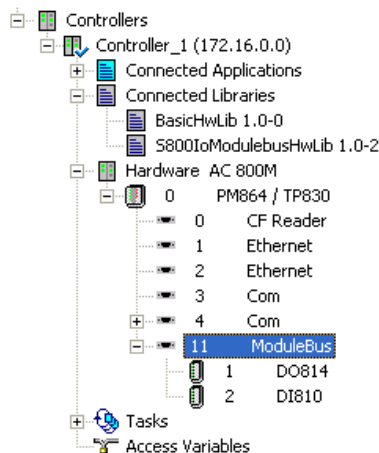 Controllers
Controller_1 (172.16.0.0)
Connected Applications
Connected Libraries
BasicHwLib 1.0-0
S800IoModulebusHwLib 1.0-2
Hardware AC 800M
0 PM864 / TP830
0 CF Reader
1 Ethernet
2 Ethernet
3 Com
4 Com
11 ModuleBus
1 DO814
2 DI810
Tasks
Access Variables